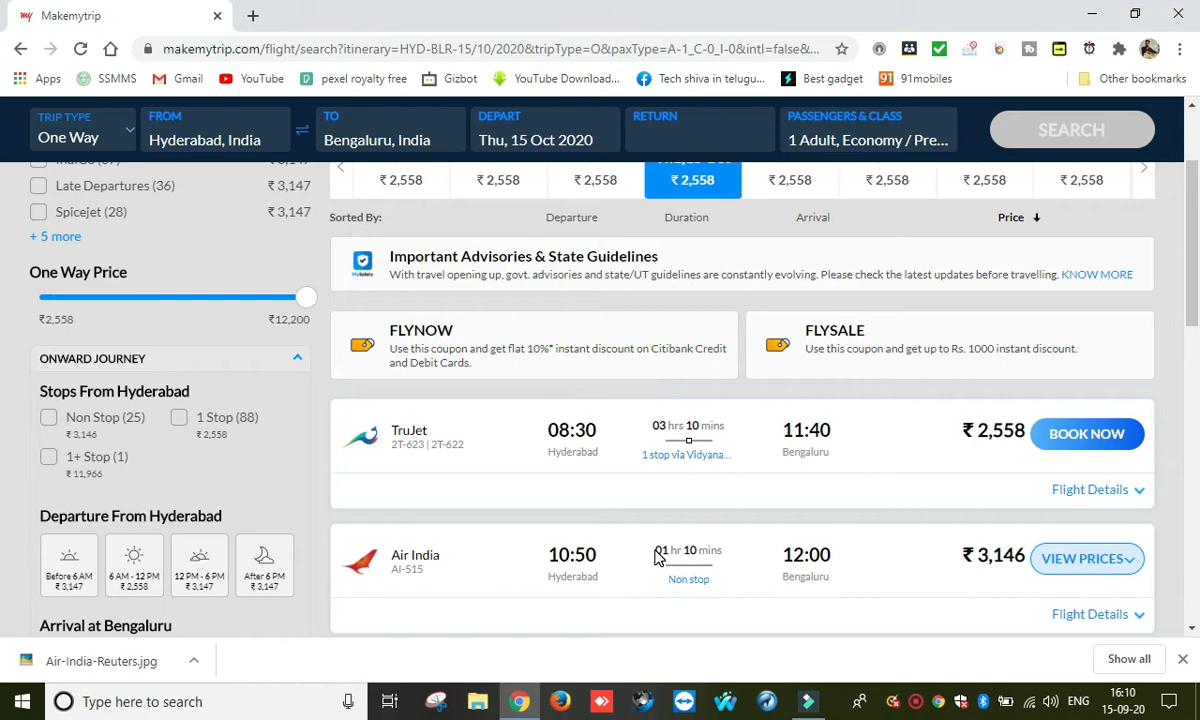 my Makemytrip
makemytrip.com/flight/search?itinerary=HYD-BLR-15/10/2020&tripType=O&paxType=A-1_C-0_I-0&intl=false&...
Apps SSMMS Gmail YouTube pexel royalty free Gizbot YouTube Download... Tech shiva in telugu... Best gadget 91 91mobiles Other bookmarks
TRIP TYPE FROM TO DEPART RETURN PASSENGERS & CLASS
One Way Hyderabad, India Bengaluru, India Thu, 15 Oct 2020 1 Adult, Economy / Pre... SEARCH
₹ 3,147
Late Departures (36) ₹ 3,147
Spicejet (28) ₹ 3,147
+ 5 more
₹ 2,558 ₹ 2,558 ₹ 2,558 ₹ 2,558 ₹ 2,558 ₹ 2,558 ₹ 2,558 ₹ 2,558
Sorted By: Departure Duration Arrival Price
One Way Price
₹2,558 ₹12,200
Important Advisories & State Guidelines
With travel opening up, govt. advisories and state/UT guidelines are constantly evolving. Please check the latest updates before travelling. KNOW MORE
MySafety
FLYNOW
Use this coupon and get flat 10%* instant discount on Citibank Credit
and Debit Cards.
FLYSALE
Use this coupon and get up to Rs. 1000 instant discount.
ONWARD JOURNEY
Stops From Hyderabad
Non Stop (25) 1 Stop (88)
₹ 3,146 ₹ 2,558
1+ Stop (1)
₹ 11,966
Departure From Hyderabad
Before 6 AM 6 AM - 12 PM 12 PM - 6 PM After 6 PM
₹ 3,147 ₹ 2,558 ₹ 3,147 ₹ 3,147
Arrival at Bengaluru
TruJet 08:30 03 hrs 10 mins 11:40 ₹ 2,558 BOOK NOW
2T-623 | 2T-622 Hyderabad 1 stop via Vidyana... Bengaluru
Flight Details
Air India 10:50 01 hr 10 mins 12:00 ₹ 3,146 VIEW PRICES
AI-515 Hyderabad Non stop Bengaluru
Flight Details
Air-India-Reuters.jpg Show all
Type here to search ENG 16:10
15-09-20